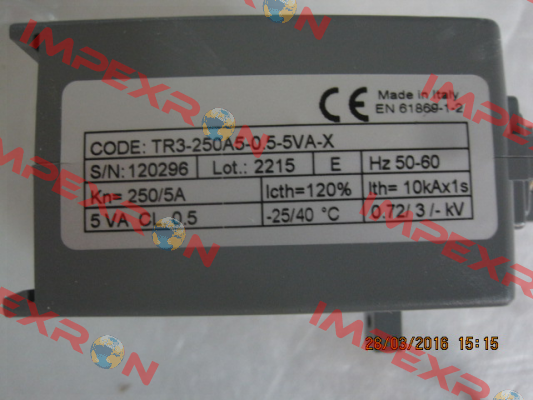 IMPEXRON
IMPEXRON
CE Made in Italy
EN 61869-1-2
CODE: TR3-250A5-0.5-5VA-X
S/N: 120296 Lot.: 2215 E Hz 50-60
Kn= 250/5A Icth=120% Ith= 10kAx1s
5 VA Cl. 0.5 -25/40 °C 0.72/ 3 /- kV
IMPEXRON
IMPEXRON
28/06/2016 15:15
IMPEXRON